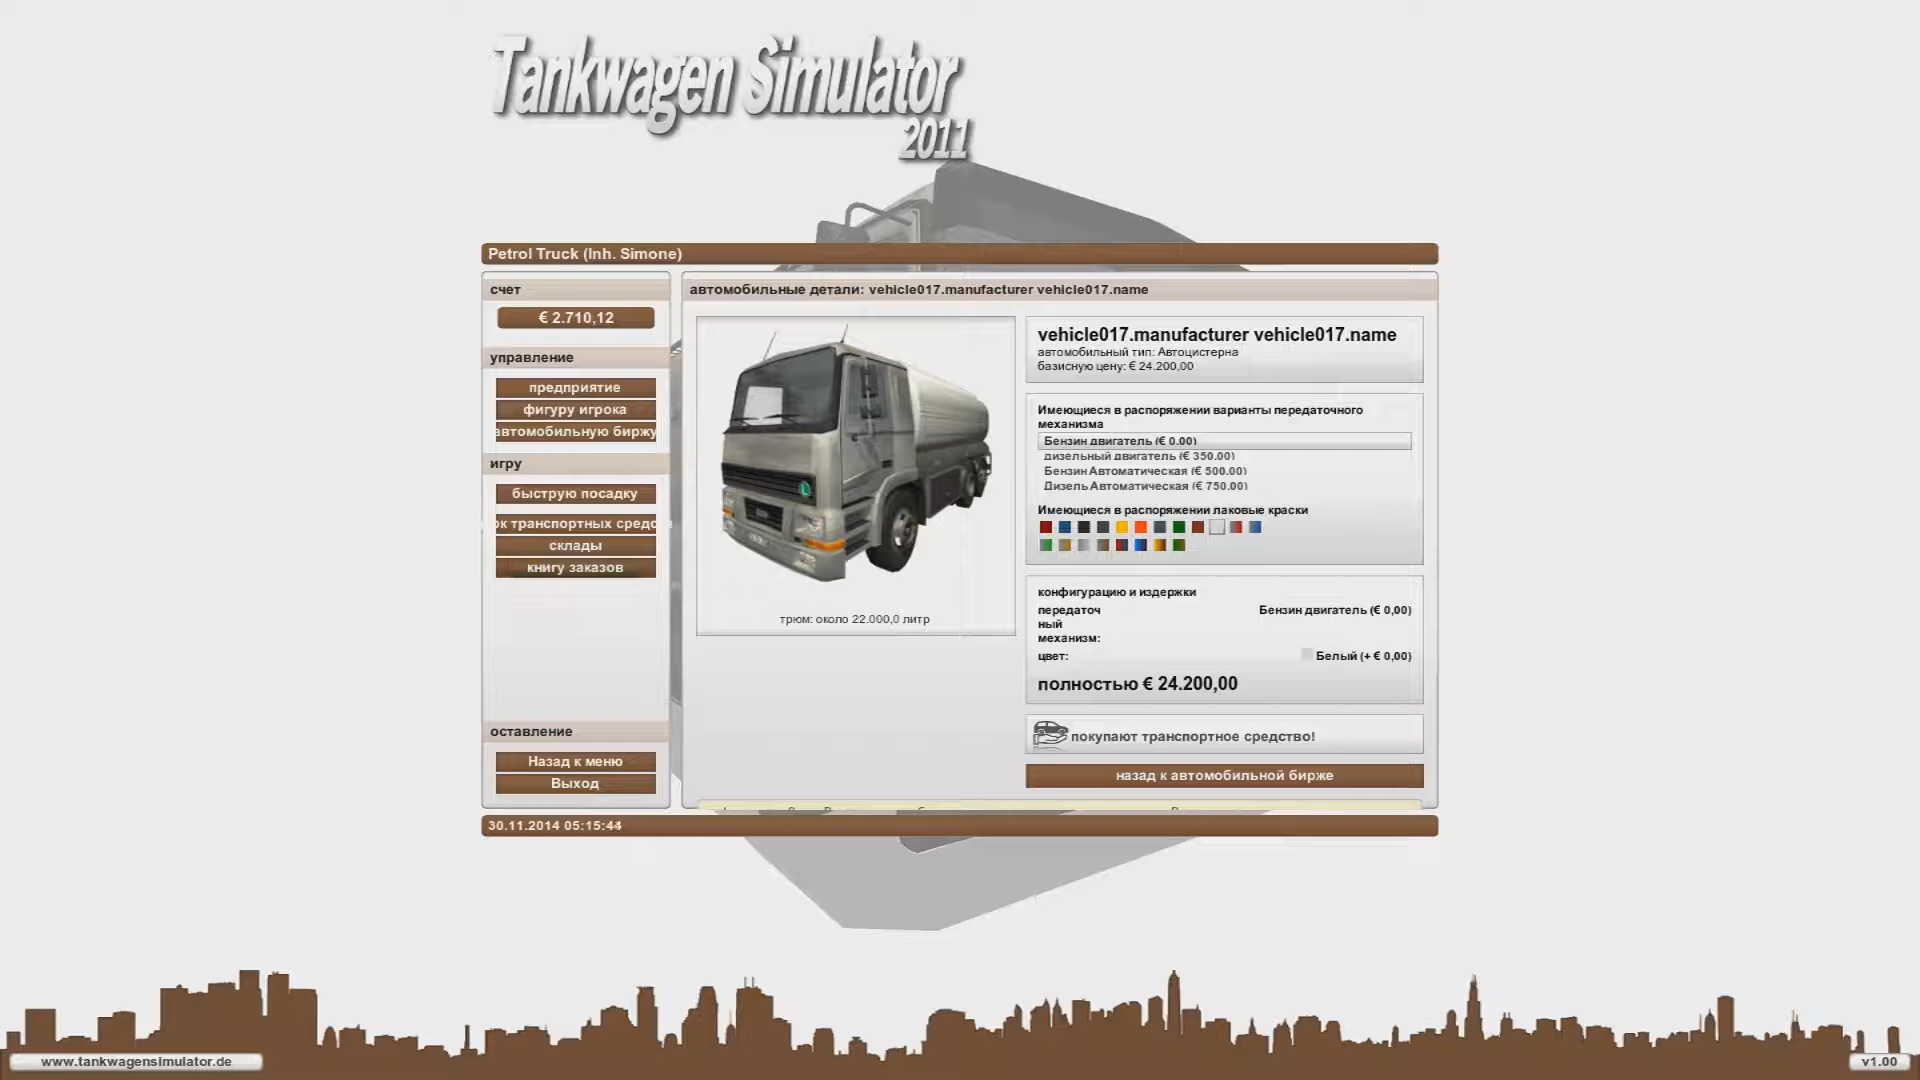 Tankwagen Simulator
2011
Petrol Truck (Inh. Simone)
счет
€ 2.710,12
управление
предприятие
фигуру игрока
автомобильную биржу
игру
быструю посадку
ок транспортных средс
склады
книгу заказов
оставление
Назад к меню
Выход
автомобильные детали: vehicle017.manufacturer vehicle017.name
трюм: около 22.000,0 литр
vehicle017.manufacturer vehicle017.name
автомобильный тип: Автоцистерна
базисную цену: € 24.200,00
Имеющиеся в распоряжении варианты передаточного
механизма
Бензин двигатель (€ 0.00)
дизельный двигатель (€ 350.00)
Бензин Автоматическая (€ 500.00)
Дизель Автоматическая (€ 750.00)
Имеющиеся в распоряжении лаковые краски
конфигурацию и издержки
передаточ
ный
механизм:
Бензин двигатель (€ 0,00)
цвет:
Белый (+ € 0,00)
полностью € 24.200,00
покупают транспортное средство!
назад к автомобильной бирже
30.11.2014 05:15:44
www.tankwagensimulator.de
v1.00